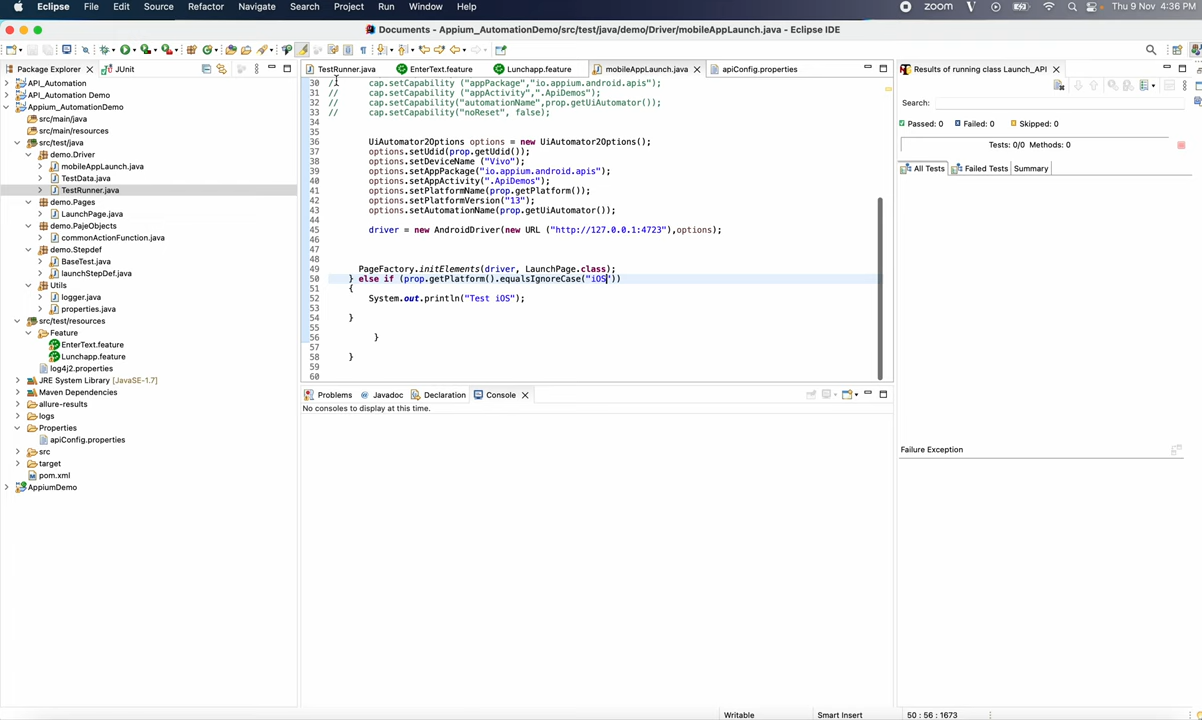 Eclipse File Edit Source Refactor Navigate Search Project Run Window Help zoom Thu 9 Nov 4:36 PM
Documents - Appium_AutomationDemo/src/test/java/demo/Driver/mobileAppLaunch.java - Eclipse IDE
Package Explorer JUnit
TestRunner.java EnterText.feature Lunchapp.feature mobileAppLaunch.java apiConfig.properties
Results of running class Launch_API
API_Automation
API_Automation Demo
Appium_AutomationDemo
src/main/java
src/main/resources
src/test/java
demo.Driver
mobileAppLaunch.java
TestData.java
TestRunner.java
demo.Pages
LaunchPage.java
demo.PajeObjects
commonActionFunction.java
demo.Stepdef
BaseTest.java
launchStepDef.java
Utils
logger.java
properties.java
src/test/resources
Feature
EnterText.feature
Lunchapp.feature
log4j2.properties
JRE System Library [JavaSE-1.7]
Maven Dependencies
allure-results
logs
Properties
apiConfig.properties
src
target
pom.xml
AppiumDemo
30 // cap.setCapability ("appPackage","io.appium.android.apis");
31 // cap.setCapability ("appActivity",".ApiDemos");
32 // cap.setCapability("automationName",prop.getUiAutomator());
33 // cap.setCapability("noReset", false);
34
35
36 UiAutomator2Options options = new UiAutomator2Options();
37 options.setUdid(prop.getUdid());
38 options.setDeviceName ("Vivo");
39 options.setAppPackage("io.appium.android.apis");
40 options.setAppActivity(".ApiDemos");
41 options.setPlatformName(prop.getPlatform());
42 options.setPlatformVersion("13");
43 options.setAutomationName(prop.getUiAutomator());
44
45 driver = new AndroidDriver(new URL ("http://127.0.0.1:4723"),options);
46
47
48
49 PageFactory.initElements(driver, LaunchPage.class);
50 } else if (prop.getPlatform().equalsIgnoreCase("iOS"))
51 {
52 System.out.println("Test iOS");
53
54 }
55
56 }
57
58 }
59
60
Problems Javadoc Declaration Console
No consoles to display at this time.
Search:
Passed: 0 Failed: 0 Skipped: 0
Tests: 0/0 Methods: 0
All Tests Failed Tests Summary
Failure Exception
Writable Smart Insert 50 : 56 : 1673